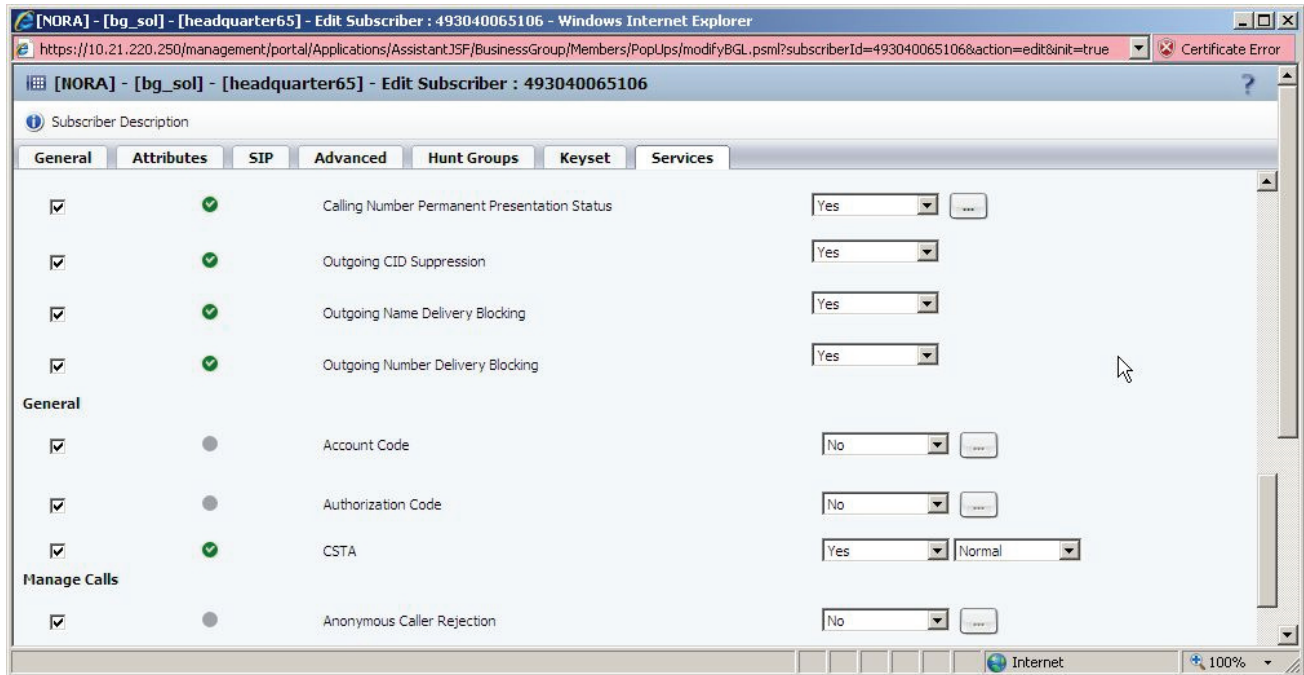 [NORA] - [bg_sol] - [headquarter65] - Edit Subscriber : 493040065106 - Windows Internet Explorer
https://10.21.220.250/management/portal/Applications/AssistantJSF/BusinessGroup/Members/PopUps/modifyBGL.psml?subscriberId=493040065106&action=edit&init=true Certificate Error
[NORA] - [bg_sol] - [headquarter65] - Edit Subscriber : 493040065106 ?
Subscriber Description
General Attributes SIP Advanced Hunt Groups Keyset Services
Calling Number Permanent Presentation Status Yes ...
Outgoing CID Suppression Yes
Outgoing Name Delivery Blocking Yes
Outgoing Number Delivery Blocking Yes
General
Account Code No ...
Authorization Code No ...
CSTA Yes Normal
Manage Calls
Anonymous Caller Rejection No ...
Internet 100%